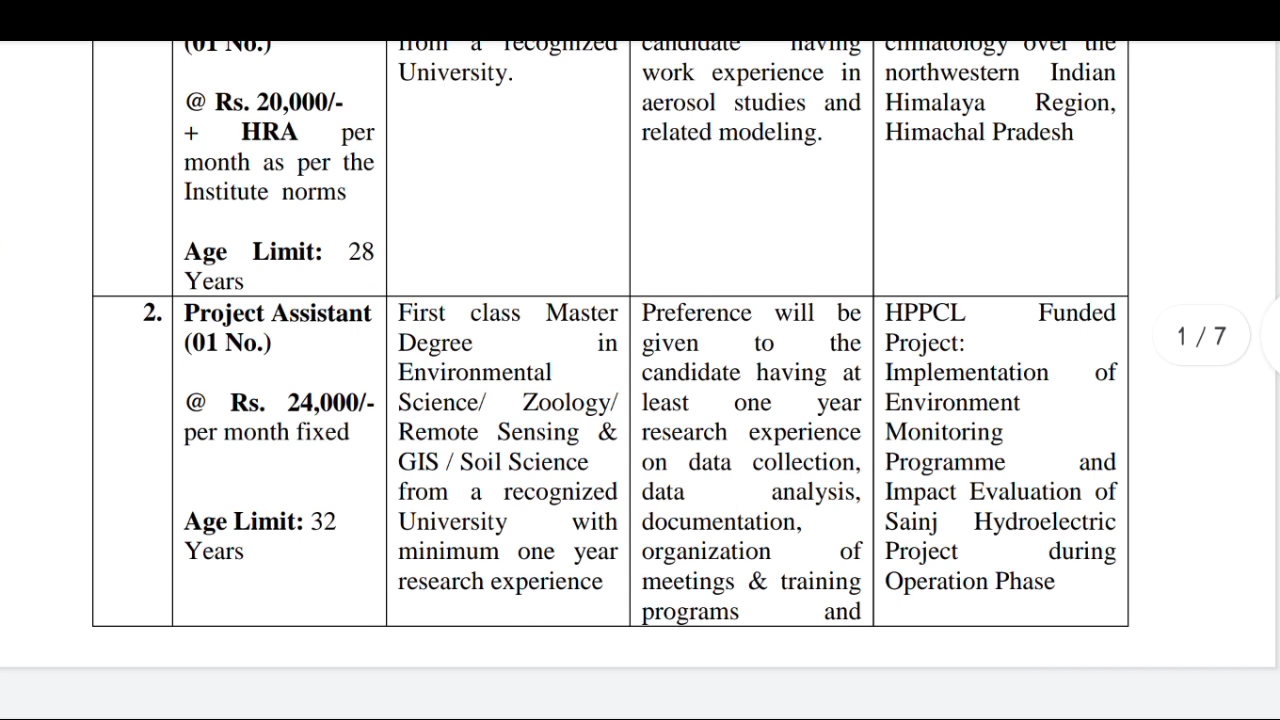 (01 No.)
@ Rs. 20,000/-
+ HRA per
month as per the
Institute norms
Age Limit: 28
Years
from a recognized
University.
candidate having
work experience in
aerosol studies and
related modeling.
climatology over the
northwestern Indian
Himalaya Region,
Himachal Pradesh
2.
Project Assistant
(01 No.)
@ Rs. 24,000/-
per month fixed
Age Limit: 32
Years
First class Master
Degree in
Environmental
Science/ Zoology/
Remote Sensing &
GIS / Soil Science
from a recognized
University with
minimum one year
research experience
Preference will be
given to the
candidate having at
least one year
research experience
on data collection,
data analysis,
documentation,
organization of
meetings & training
programs and
HPPCL Funded
Project:
Implementation of
Environment
Monitoring
Programme and
Impact Evaluation of
Sainj Hydroelectric
Project during
Operation Phase
1 / 7